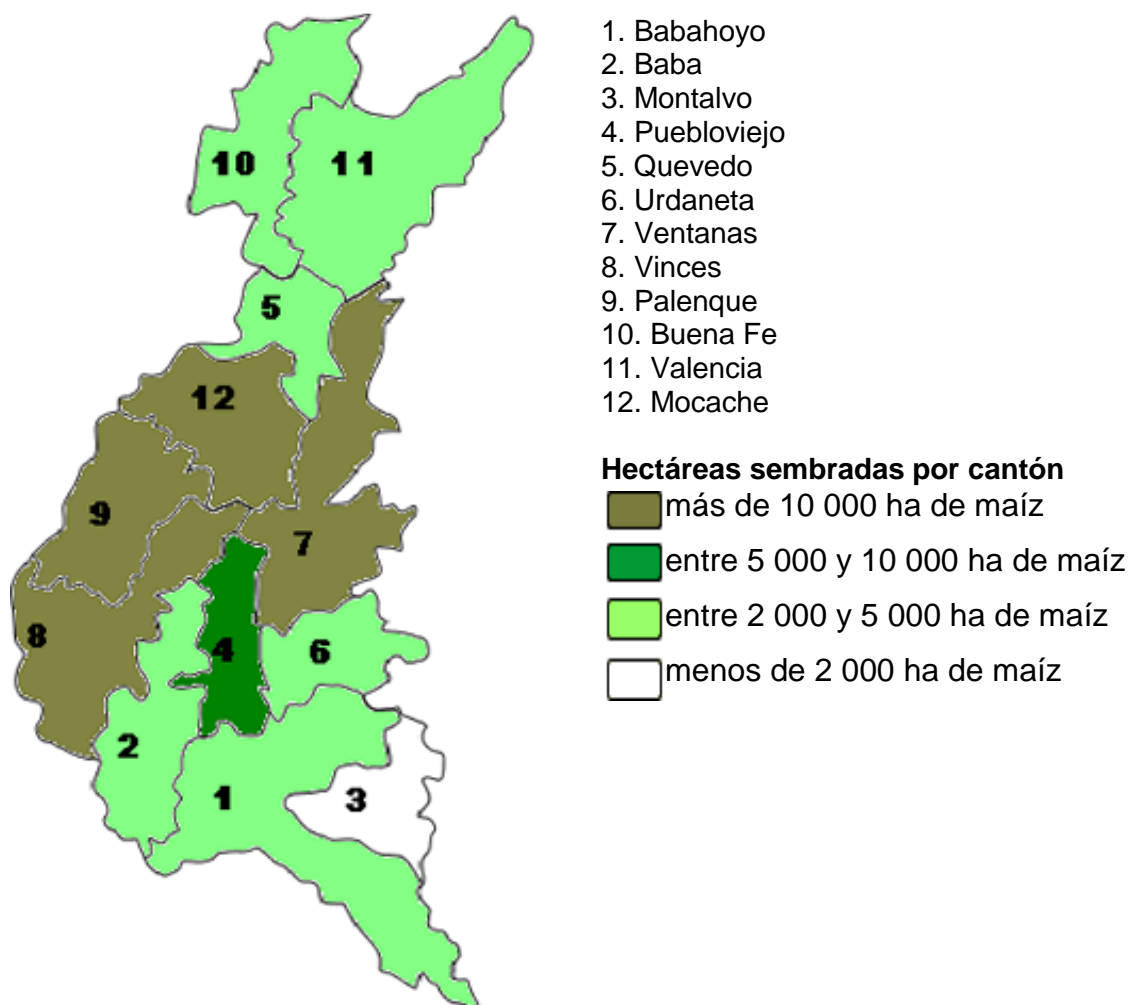 1. Babahoyo
2. Baba
3. Montalvo
4. Puebloviejo
5. Quevedo
6. Urdaneta
7. Ventanas
8. Vinces
9. Palenque
10. Buena Fe
11. Valencia
12. Mocache
Hectáreas sembradas por cantón
más de 10 000 ha de maíz
entre 5 000 y 10 000 ha de maíz
entre 2 000 y 5 000 ha de maíz
menos de 2 000 ha de maíz
10
11
5
12
9
7
8
4
6
2
1
3